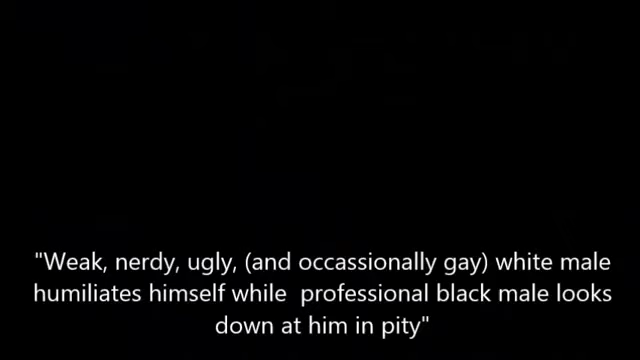 "Weak, nerdy, ugly, (and occassionally gay) white male
humiliates himself while  professional black male looks
down at him in pity"